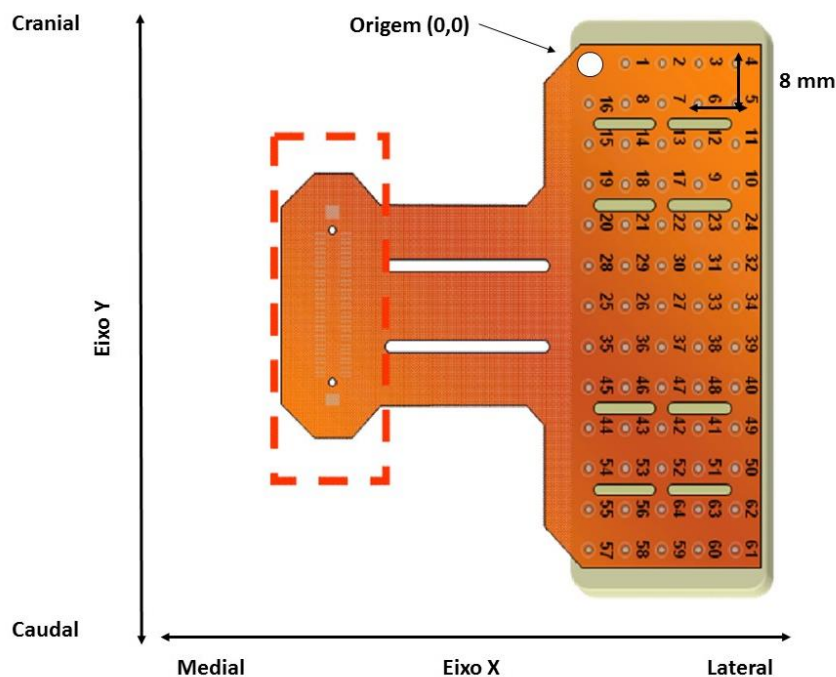 Cranial
Origem (0,0)
1 2 3 4
8 mm
16 8 7 6 5
15 14 13 12 11
19 18 17 9 10
20 21 22 23 24
28 29 30 31 32
25 26 27 33 34
35 36 37 38 39
45 46 47 48 40
44 43 42 41 49
54 53 52 51 50
55 56 64 63 62
57 58 59 60 61
Eixo Y
Caudal
Medial
Eixo X
Lateral